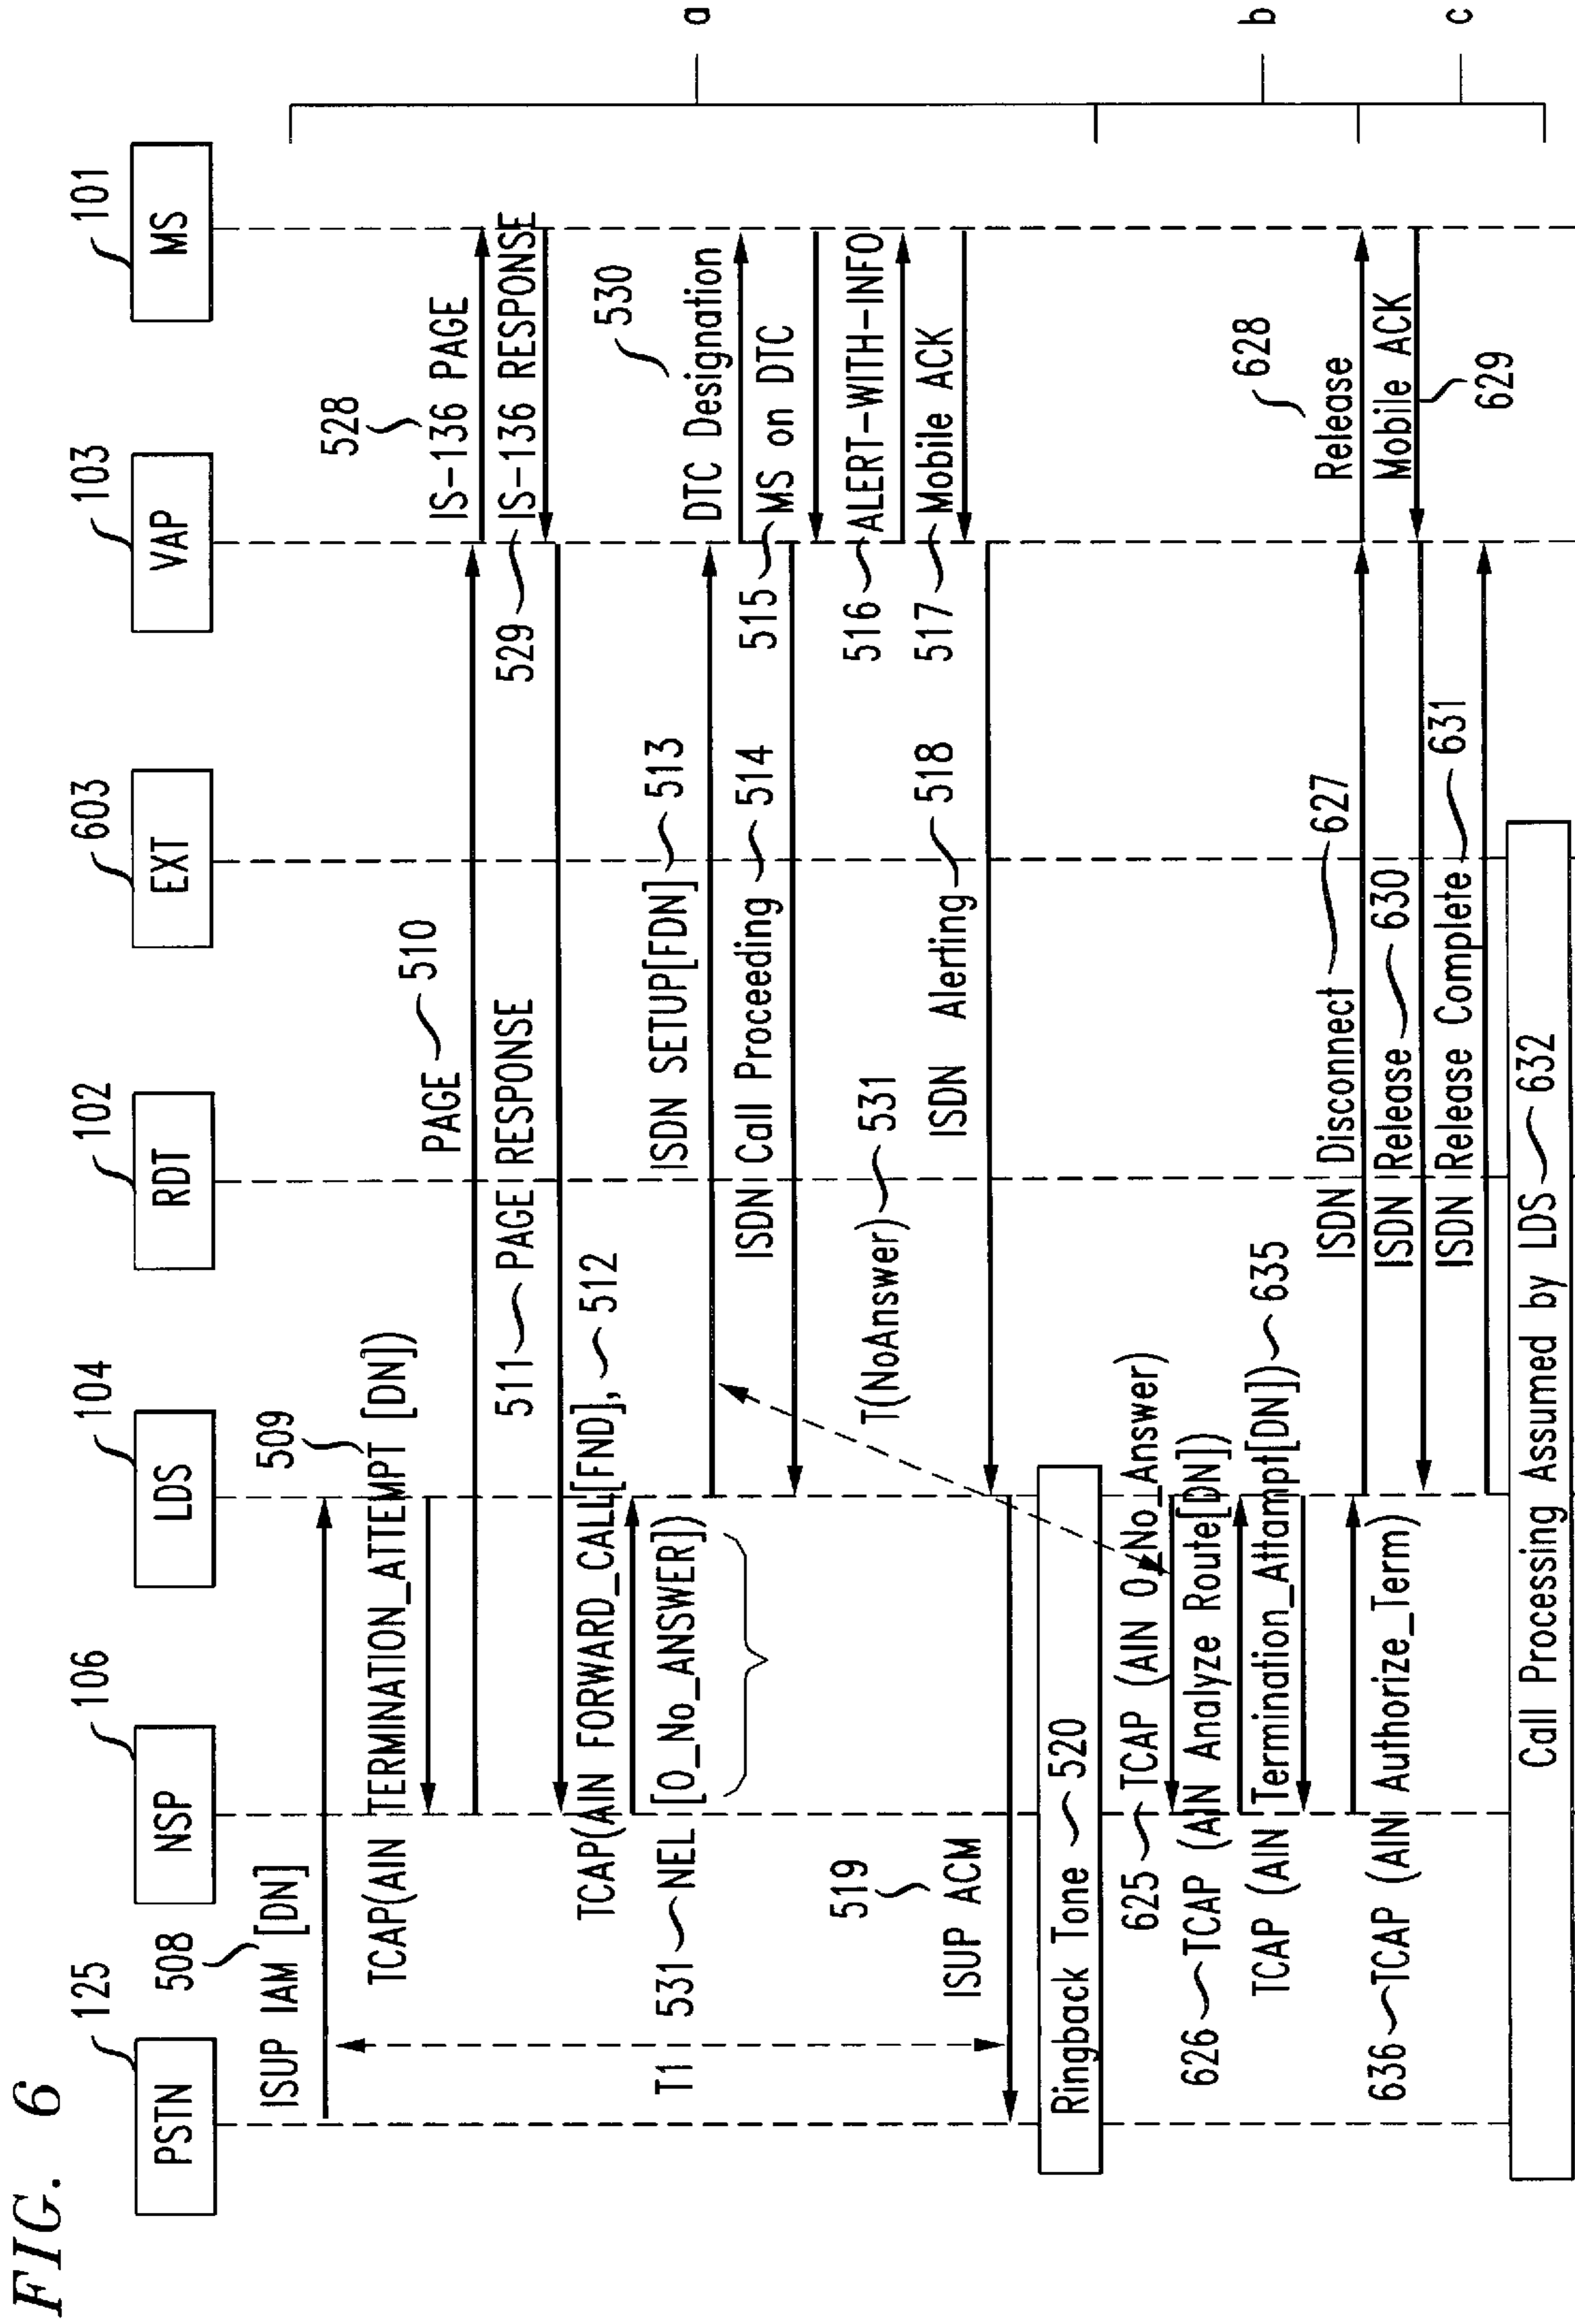 FIG. 6
125
106
104
102
603
103
101
PSTN
NSP
LDS
RDT
EXT
VAP
MS
508
ISUP IAM [DN]
509
TCAP(AIN TERMINATION_ATTEMPT [DN])
PAGE 510
528
IS-136 PAGE
511 PAGE RESPONSE
529 IS-136 RESPONSE
TCAP(AIN FORWARD_CALL[FND], 512
T1
531 NEL [O_No_ANSWER])
ISDN SETUP[FDN] 513
530
DTC Designation
ISDN Call Proceeding 514
515 MS on DTC
T(NoAnswer) 531
516 ALERT-WITH-INFO
517 Mobile ACK
ISDN Alerting 518
519
ISUP ACM
Ringback Tone 520
a
625 TCAP (AIN O_No_Answer)
626 TCAP (AN Analyze Route[DN])
TCAP (AIN Termination_Attampt[DN]) 635
636 TCAP (AIN Authorize_Term)
b
ISDN Disconnect 627
628
Release
ISDN Release 630
Mobile ACK
629
ISDN Release Complete 631
c
Call Processing Assumed by LDS 632